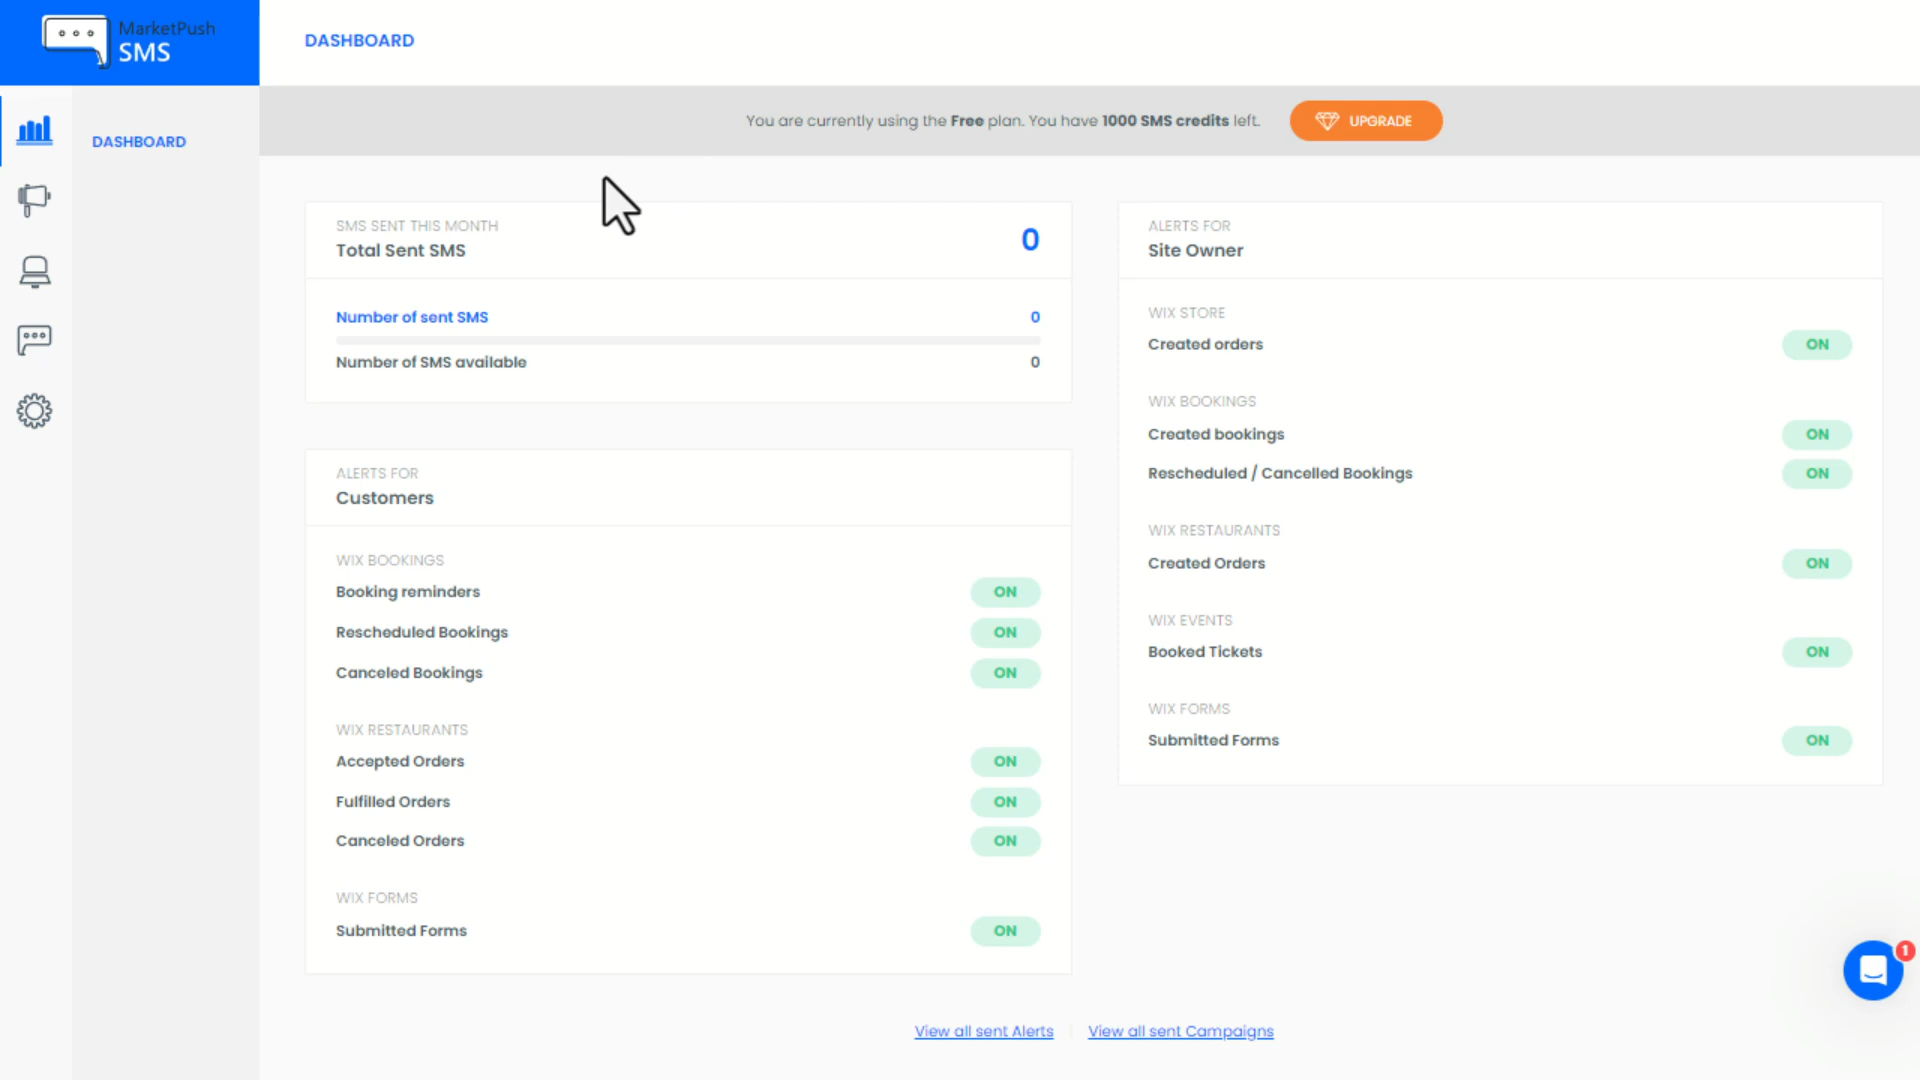 MarketPush
SMS
DASHBOARD
DASHBOARD
You are currently using the Free plan. You have 1000 SMS credits left.
UPGRADE
SMS SENT THIS MONTH
Total Sent SMS
0
Number of sent SMS
0
Number of SMS available
0
ALERTS FOR
Customers
WIX BOOKINGS
Booking reminders
ON
Rescheduled Bookings
ON
Canceled Bookings
ON
WIX RESTAURANTS
Accepted Orders
ON
Fulfilled Orders
ON
Canceled Orders
ON
WIX FORMS
Submitted Forms
ON
ALERTS FOR
Site Owner
WIX STORE
Created orders
ON
WIX BOOKINGS
Created bookings
ON
Rescheduled / Cancelled Bookings
ON
WIX RESTAURANTS
Created Orders
ON
WIX EVENTS
Booked Tickets
ON
WIX FORMS
Submitted Forms
ON
1
View all sent Alerts
View all sent Campaigns